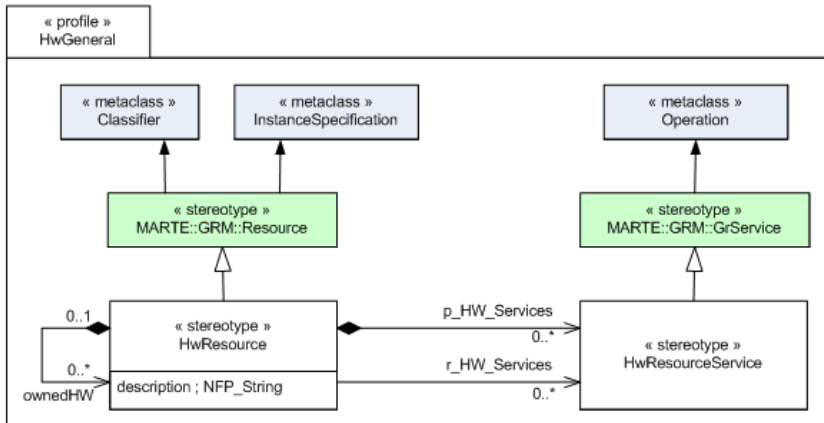 « profile »
HwGeneral
« metaclass »
Classifier
« metaclass »
InstanceSpecification
« metaclass »
Operation
« stereotype »
MARTE::GRM::Resource
« stereotype »
MARTE::GRM::GrService
0..1
« stereotype »
HwResource
p_HW_Services
0..*
« stereotype »
HwResourceService
0..*
ownedHW
description ; NFP_String
r_HW_Services
0..*